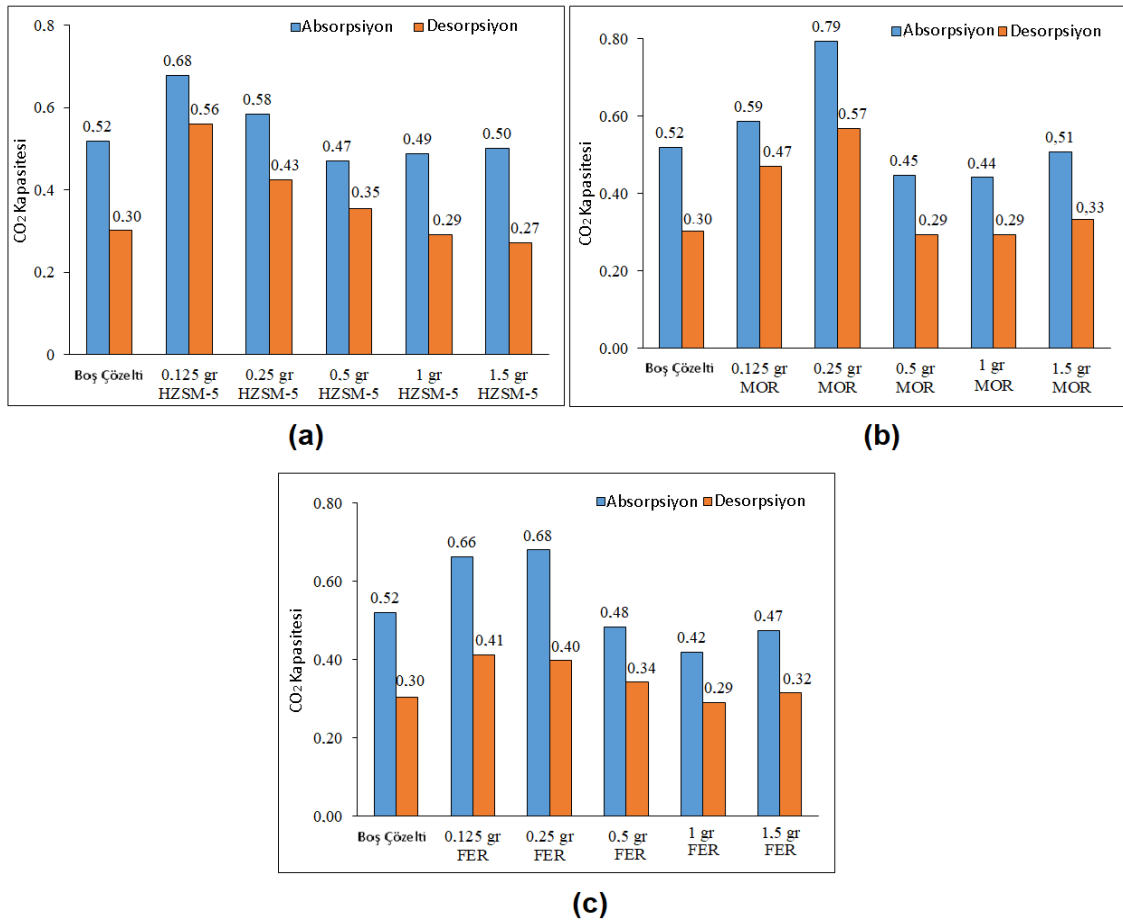 Absorpsiyon Desorpsiyon
CO2 Kapasitesi
0.8
0.6
0.4
0.2
0
0.52 0.30
0.68 0.56
0.58 0.43
0.47 0.35
0.49 0.29
0.50 0.27
Boş Çözelti 0.125 gr 0.25 gr 0.5 gr 1 gr 1.5 gr
HZSM-5 HZSM-5 HZSM-5 HZSM-5 HZSM-5
(a)
Absorpsiyon Desorpsiyon
CO2 Kapasitesi
0.80
0.60
0.40
0.20
0.00
0.52 0.30
0.59 0.47
0.79 0.57
0.45 0.29
0.44 0.29
0,51 0,33
Boş Çözelti 0.125 gr 0.25 gr 0.5 gr 1 gr 1.5 gr
MOR MOR MOR MOR MOR
(b)
Absorpsiyon Desorpsiyon
CO2 Kapasitesi
0.80
0.60
0.40
0.20
0.00
0.52 0.30
0.66 0.41
0.68 0.40
0.48 0.34
0.42 0.29
0.47 0.32
Boş Çözelti 0.125 gr 0.25 gr 0.5 gr 1 gr 1.5 gr
FER FER FER FER FER
(c)